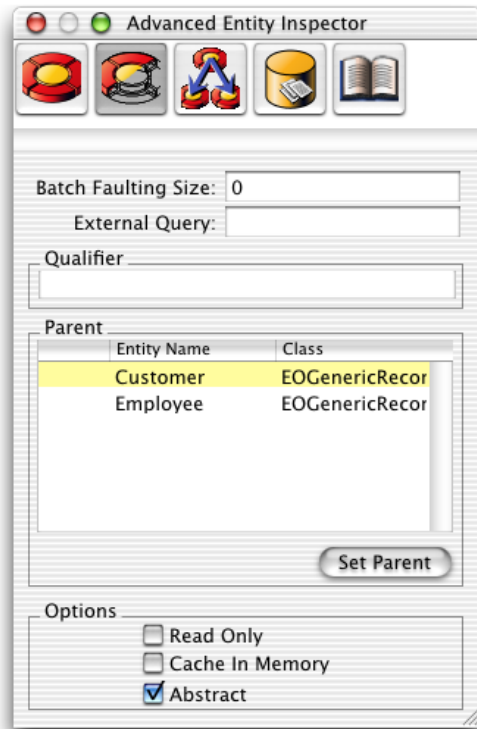 Advanced Entity Inspector
Batch Faulting Size: 0
External Query:
Qualifier
Parent
Entity Name Class
Customer EOGenericRecor
Employee EOGenericRecor
Set Parent
Options
Read Only
Cache In Memory
Abstract